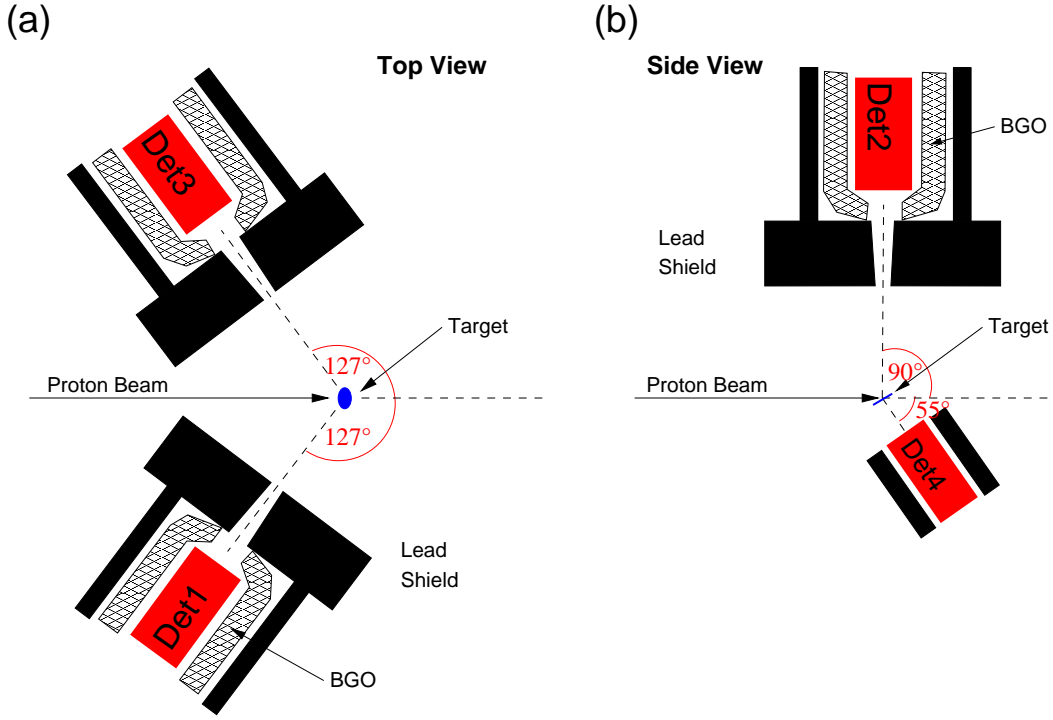 (a)
Top View
Det3
Target
127°
Proton Beam
127°
Lead
Shield
Det1
BGO
(b)
Side View
Det2
BGO
Lead
Shield
Target
90°
Proton Beam
55°
Det4